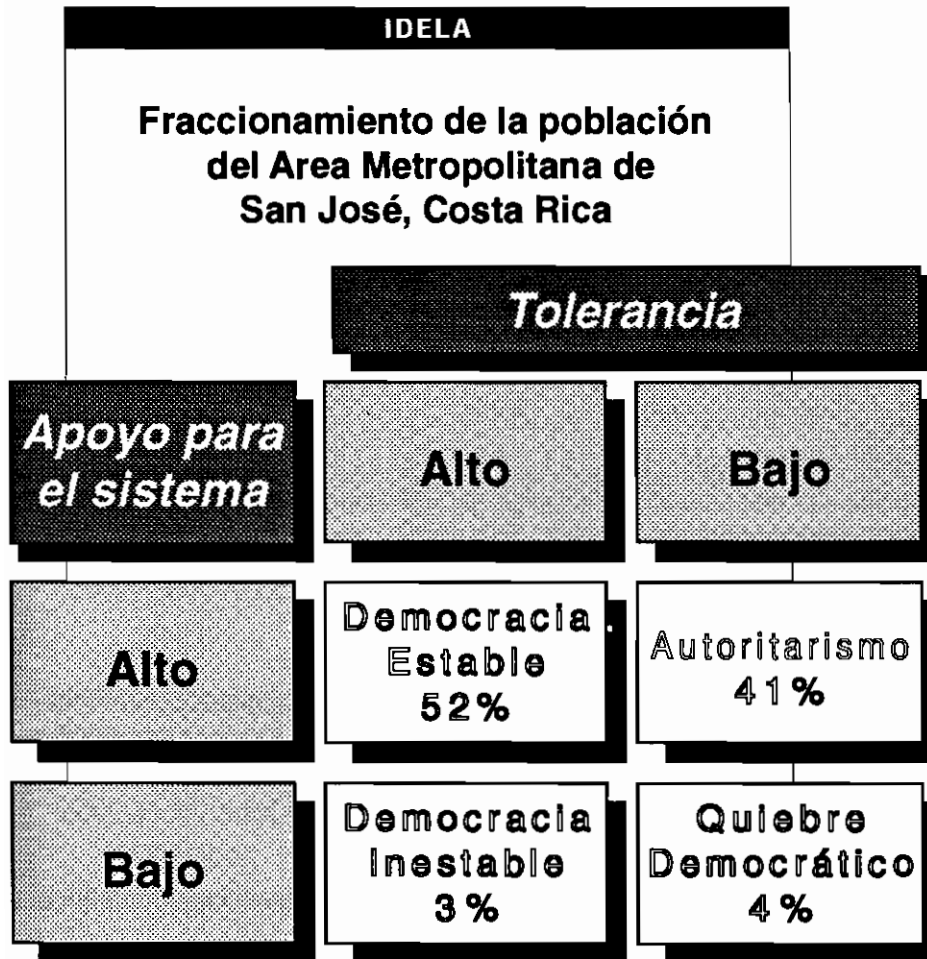 IDELA
Fraccionamiento de la población
del Area Metropolitana de
San José, Costa Rica
Tolerancia
Apoyo para
el sistema
Alto
Bajo
Alto
Democracia
Estable
52%
Autoritarismo
41%
Bajo
Democracia
Inestable
3%
Quiebre
Democrático
4%